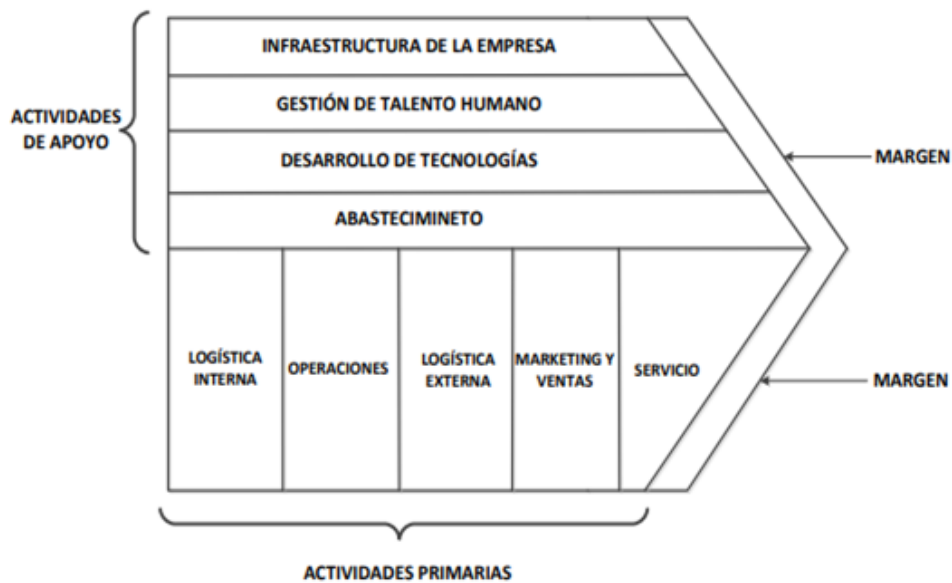 INFRAESTRUCTURA DE LA EMPRESA
GESTIÓN DE TALENTO HUMANO
ACTIVIDADES
DE APOYO
DESARROLLO DE TECNOLOGÍAS
MARGEN
ABASTECIMINETO
LOGÍSTICA
INTERNA
OPERACIONES
LOGÍSTICA
EXTERNA
MARKETING Y
VENTAS
SERVICIO
MARGEN
ACTIVIDADES PRIMARIAS